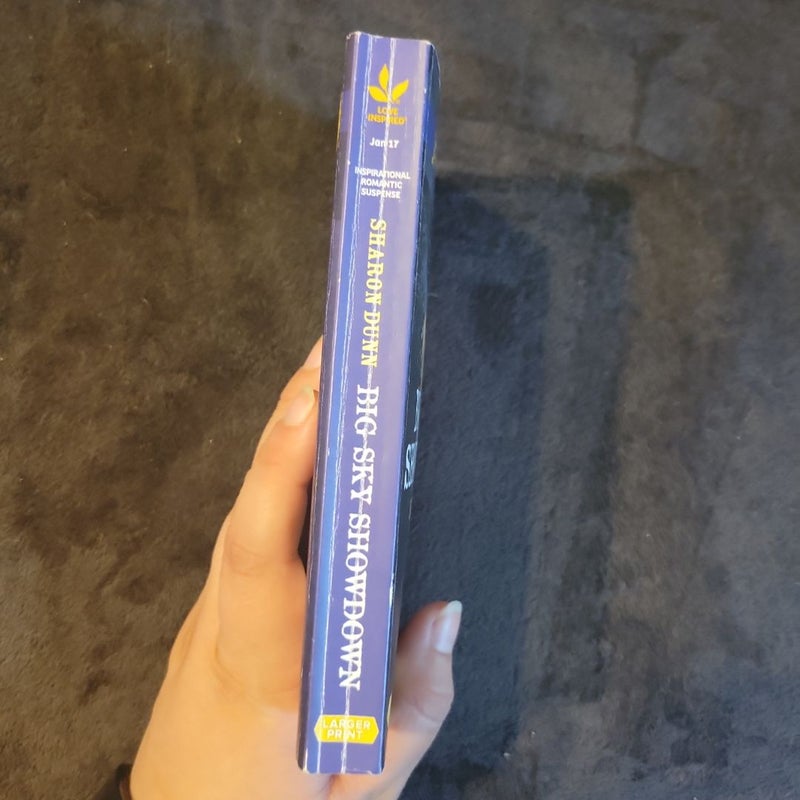 LOVE
INSPIRED®
Jan 17
INSPIRATIONAL
ROMANTIC
SUSPENSE
SHARON DUNN
BIG SKY SHOWDOWN
LARGER
PRINT